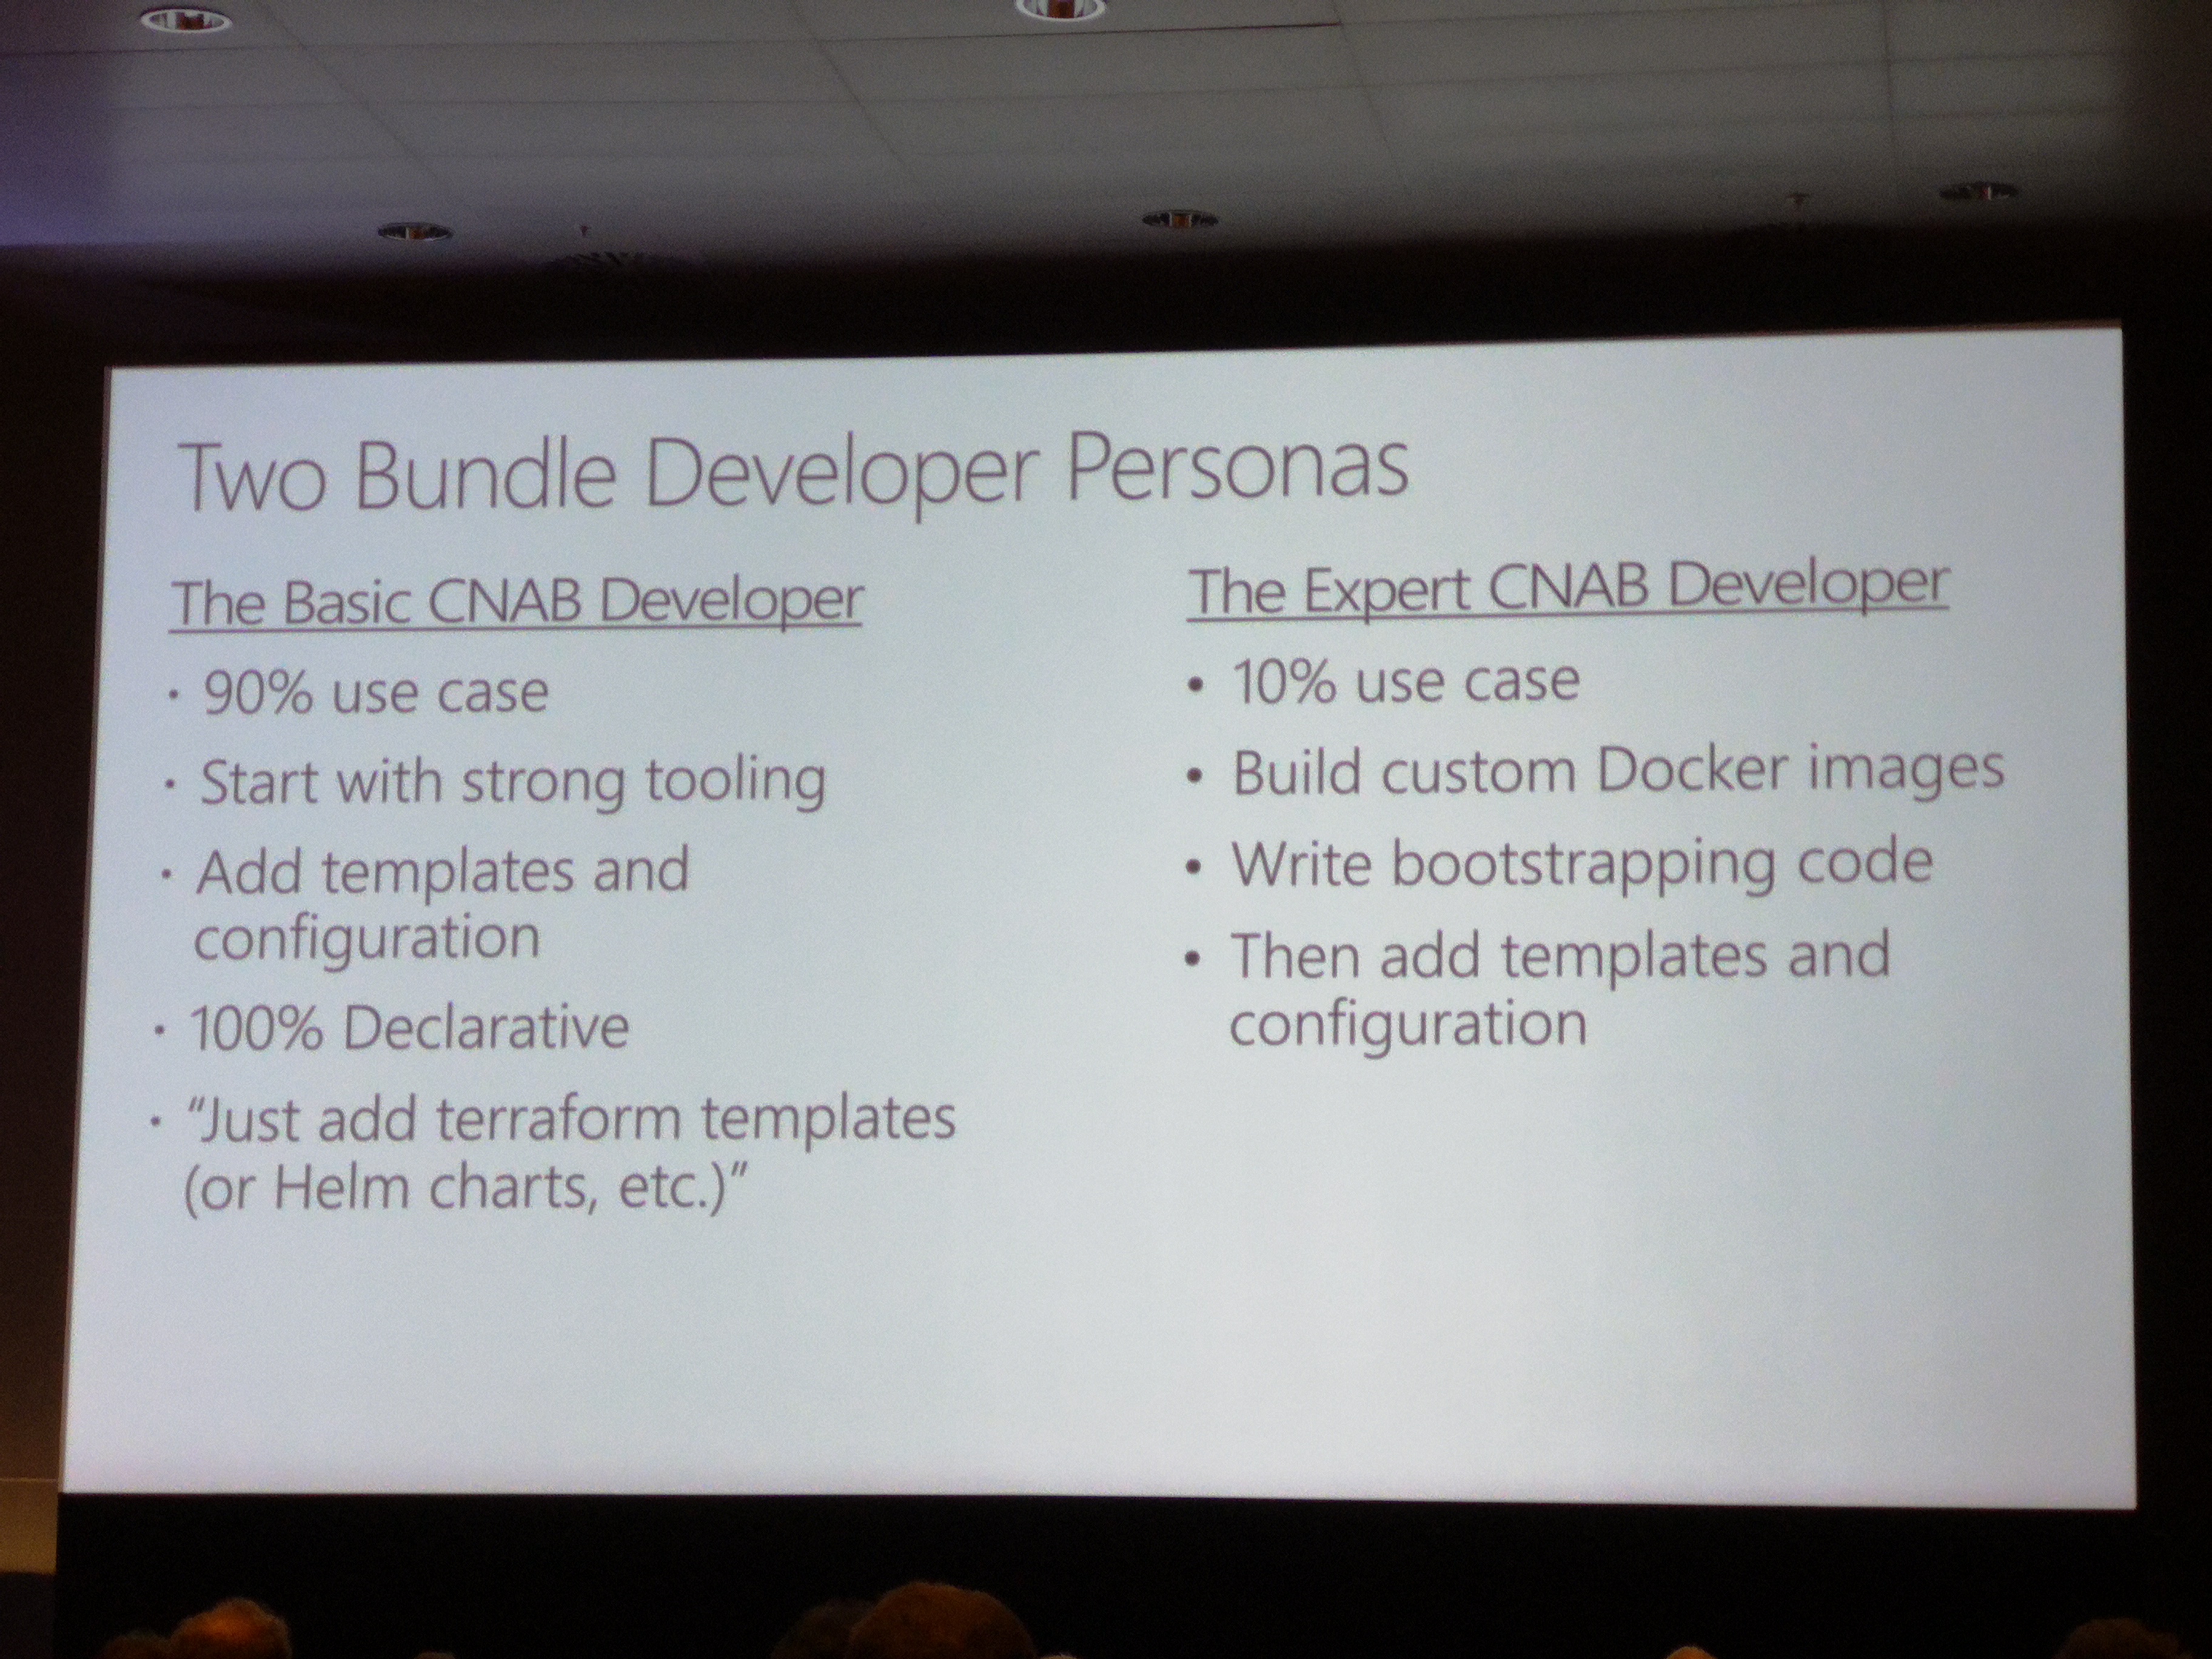 Two Bundle Developer Personas
The Basic CNAB Developer
• 90% use case
• Start with strong tooling
• Add templates and
configuration
• 100% Declarative
• “Just add terraform templates
(or Helm charts, etc.)”
The Expert CNAB Developer
• 10% use case
• Build custom Docker images
• Write bootstrapping code
• Then add templates and
configuration